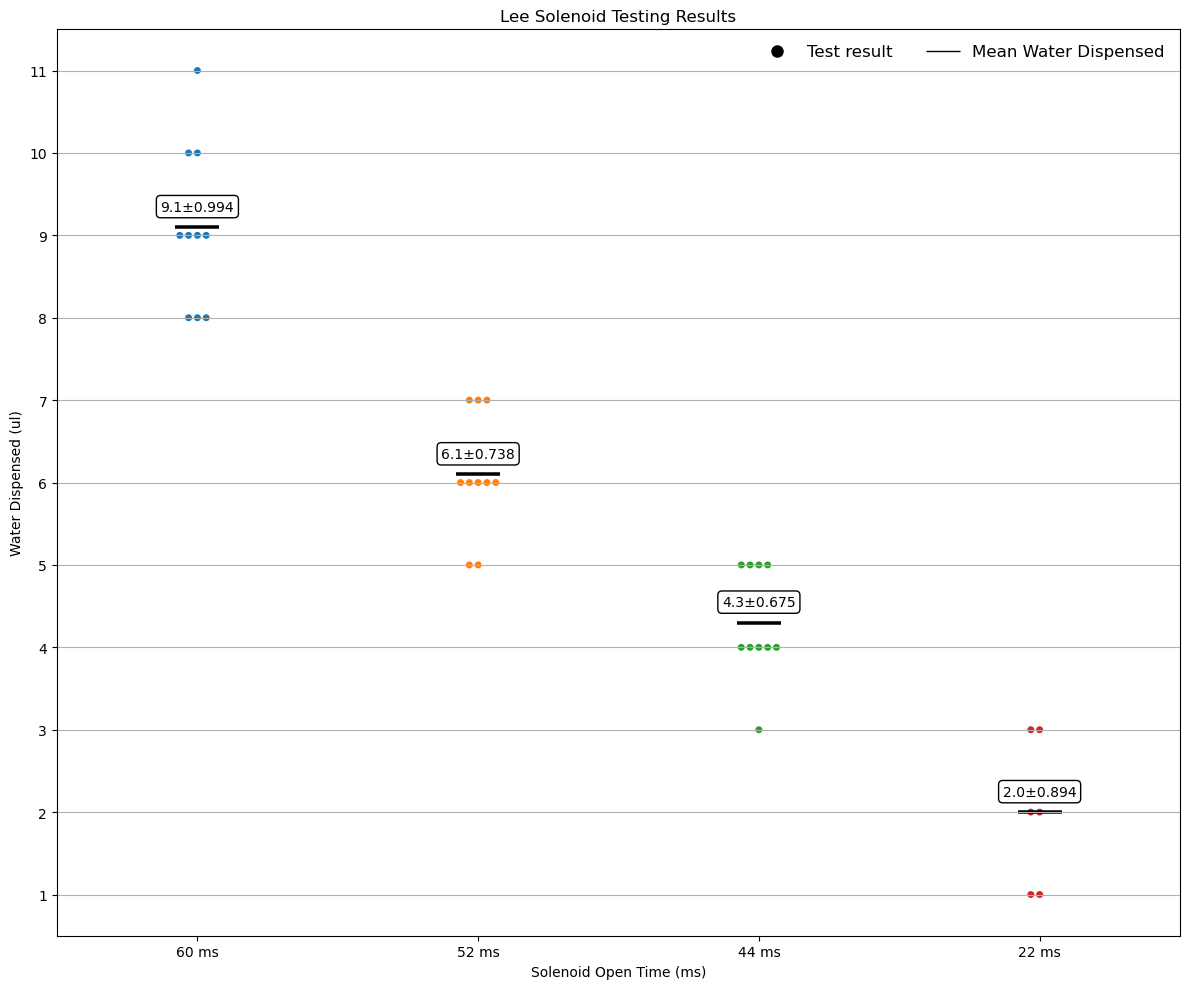 Lee Solenoid Testing Results
Test result
Mean Water Dispensed
11
10
9
8
7
6
5
4
3
2
1
9.1±0.994
6.1±0.738
4.3±0.675
2.0±0.894
Water Dispensed (ul)
60 ms
52 ms
44 ms
22 ms
Solenoid Open Time (ms)